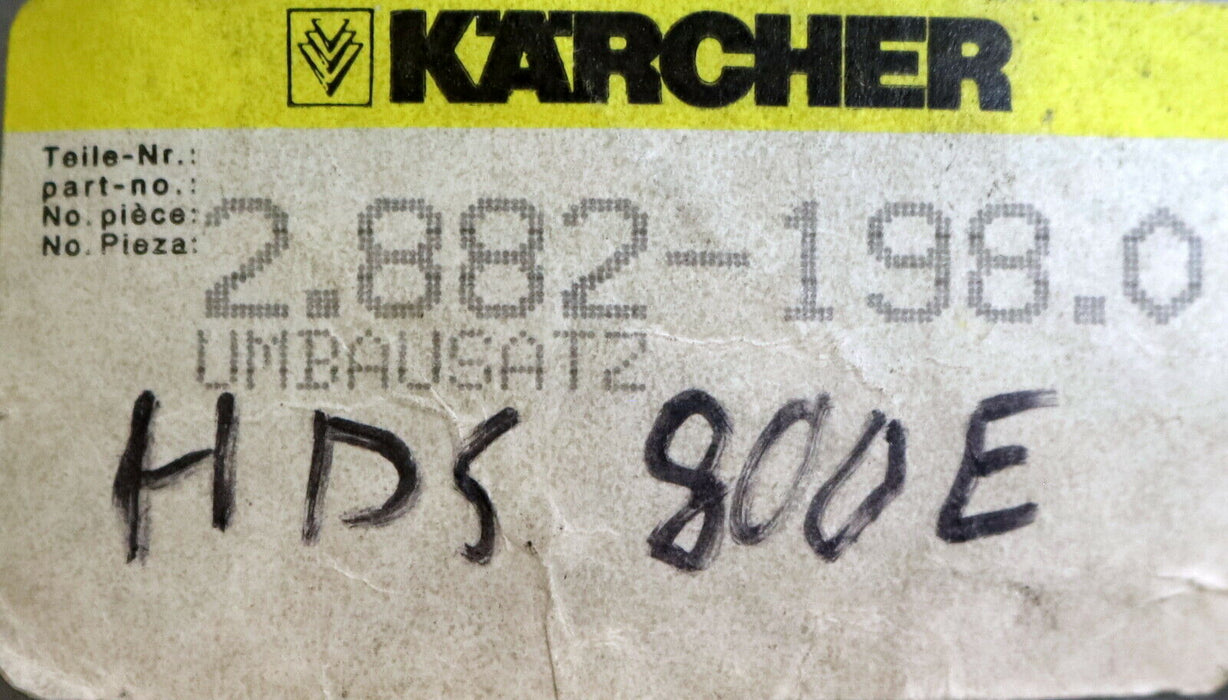 KÄRCHER
Teile-Nr.:
part-no.:
No. pièce:
No. Pieza:
2.882-198.0
UMBAUSATZ
HDS 800E